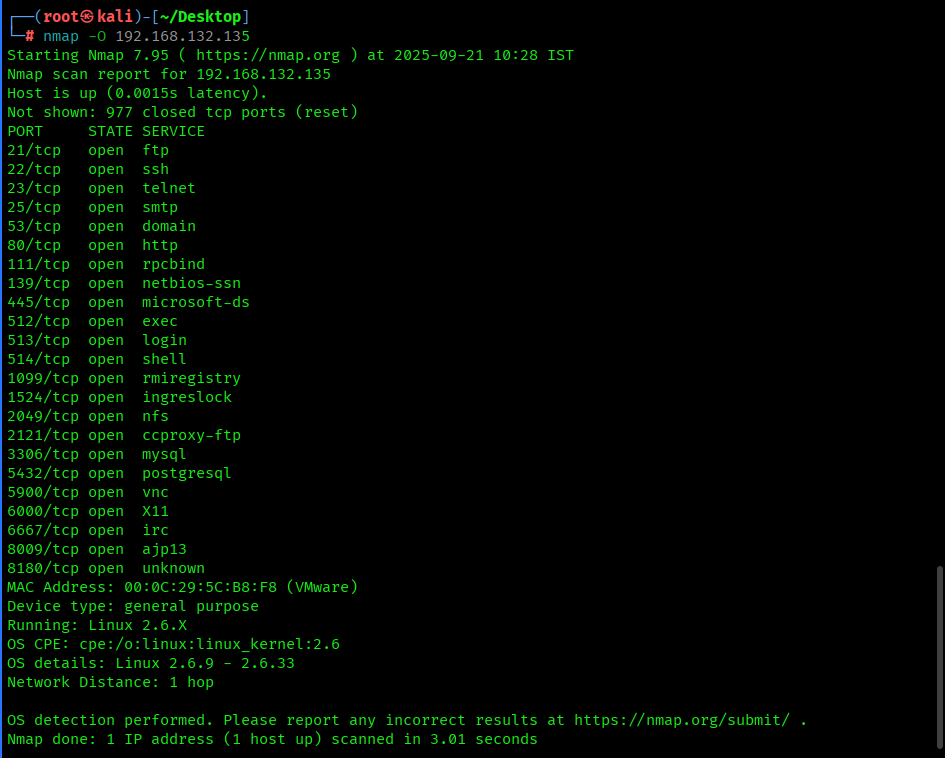 ┌──(root㉿kali)-[~/Desktop]
└─# nmap -O 192.168.132.135
Starting Nmap 7.95 ( https://nmap.org ) at 2025-09-21 10:28 IST
Nmap scan report for 192.168.132.135
Host is up (0.0015s latency).
Not shown: 977 closed tcp ports (reset)
PORT     STATE SERVICE
21/tcp   open  ftp
22/tcp   open  ssh
23/tcp   open  telnet
25/tcp   open  smtp
53/tcp   open  domain
80/tcp   open  http
111/tcp  open  rpcbind
139/tcp  open  netbios-ssn
445/tcp  open  microsoft-ds
512/tcp  open  exec
513/tcp  open  login
514/tcp  open  shell
1099/tcp open  rmiregistry
1524/tcp open  ingreslock
2049/tcp open  nfs
2121/tcp open  ccproxy-ftp
3306/tcp open  mysql
5432/tcp open  postgresql
5900/tcp open  vnc
6000/tcp open  X11
6667/tcp open  irc
8009/tcp open  ajp13
8180/tcp open  unknown
MAC Address: 00:0C:29:5C:B8:F8 (VMware)
Device type: general purpose
Running: Linux 2.6.X
OS CPE: cpe:/o:linux:linux_kernel:2.6
OS details: Linux 2.6.9 - 2.6.33
Network Distance: 1 hop

OS detection performed. Please report any incorrect results at https://nmap.org/submit/ .
Nmap done: 1 IP address (1 host up) scanned in 3.01 seconds